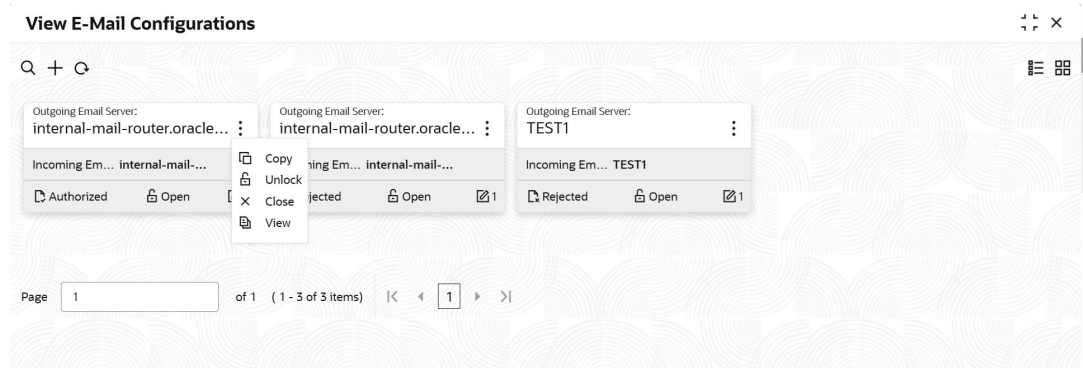 View E-Mail Configurations
Outgoing Email Server:
internal-mail-router.oracle...
Incoming Em... internal-mail-...
Authorized Open
Copy
Unlock
Close
View
Outgoing Email Server:
internal-mail-router.oracle...
ing Em... internal-mail-...
jected Open 1
Outgoing Email Server:
TEST1
Incoming Em... TEST1
Rejected Open 1
Page 1 of 1 ( 1 - 3 of 3 items) 1